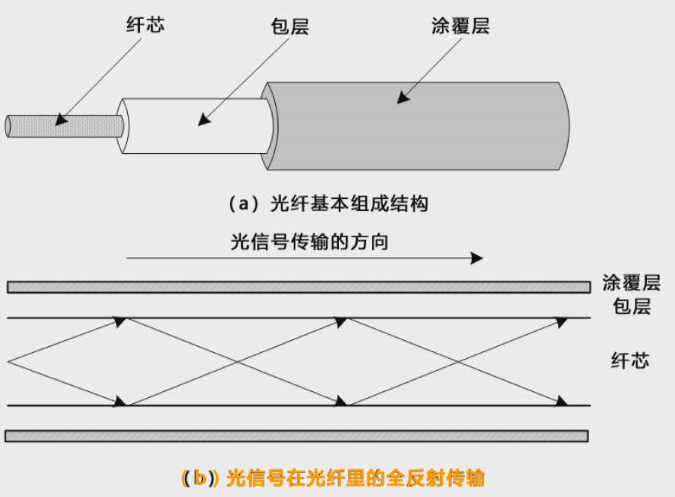 纤芯
包层
涂覆层
（a）光纤基本组成结构
光信号传输的方向
涂覆层
包层
纤芯
（b）光信号在光纤里的全反射传输